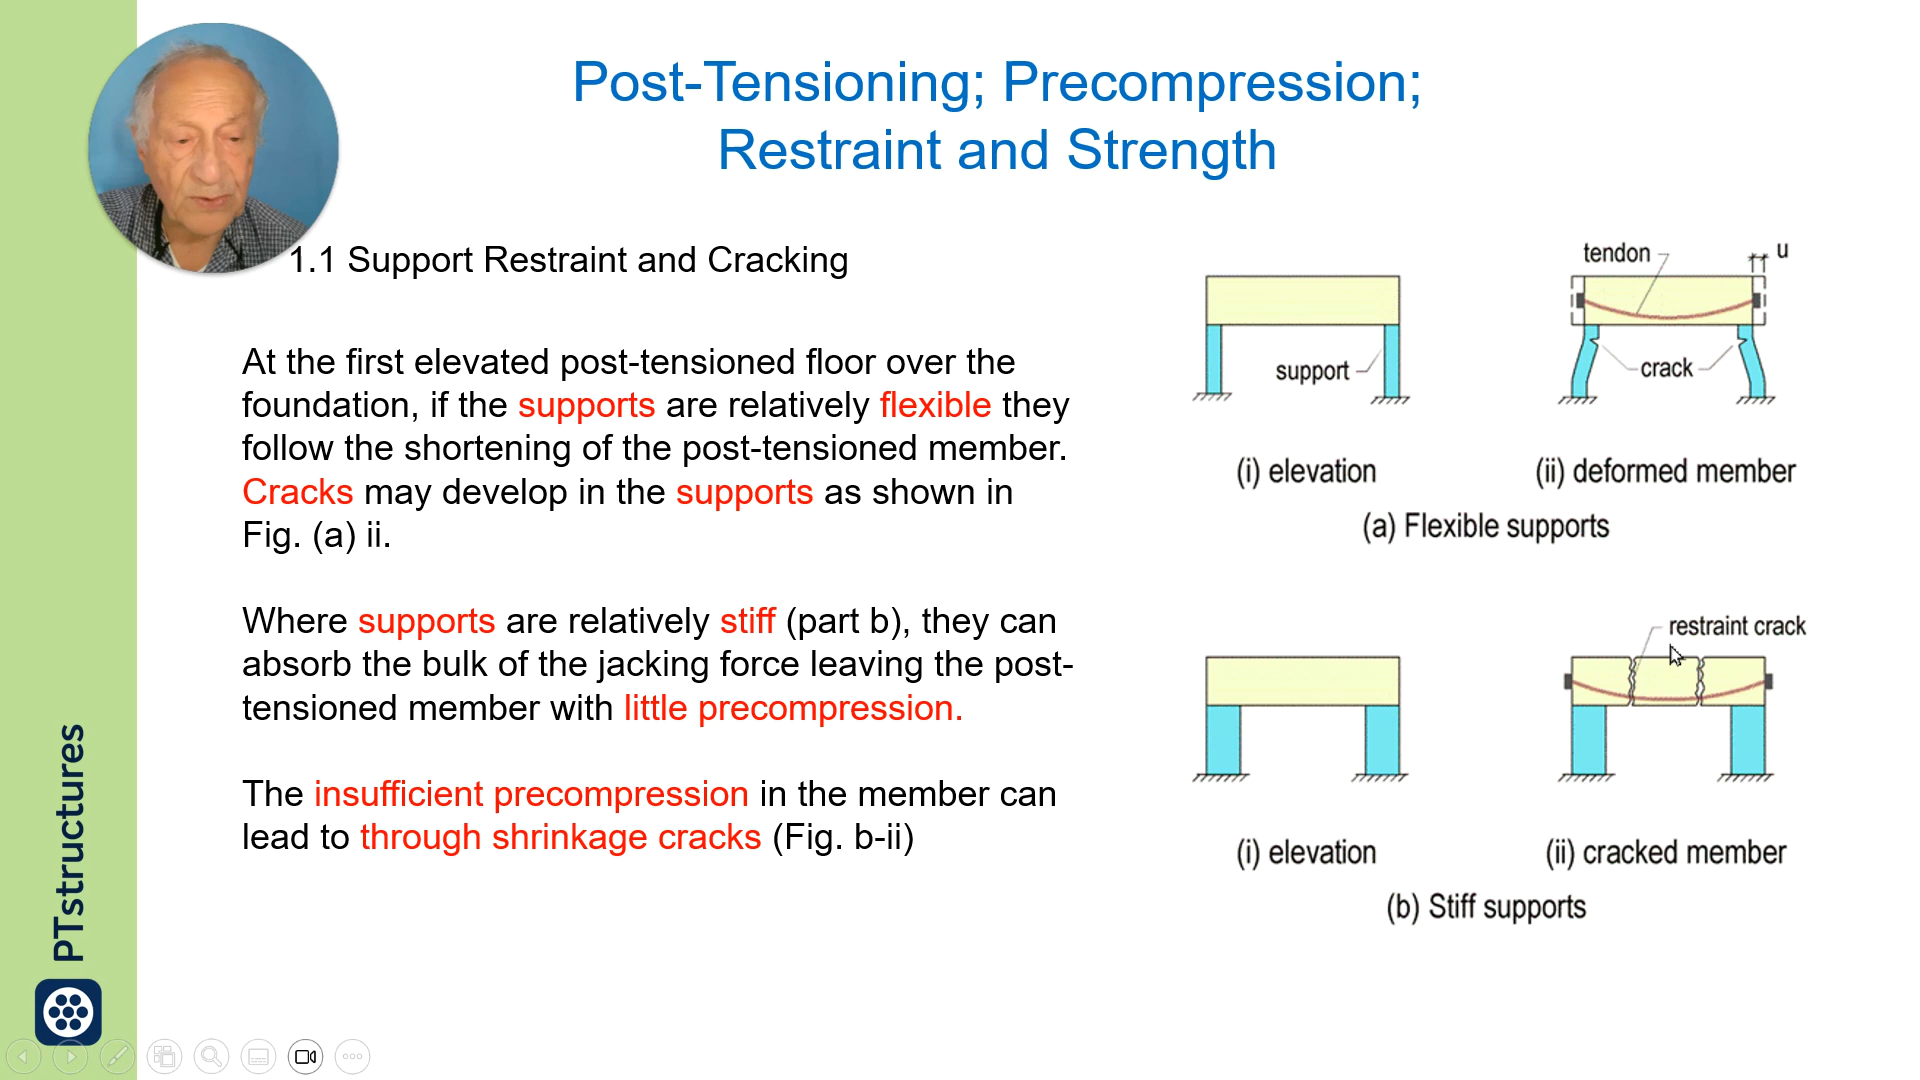 Post-Tensioning; Precompression;
Restraint and Strength
1.1 Support Restraint and Cracking
At the first elevated post-tensioned floor over the
foundation, if the supports are relatively flexible they
follow the shortening of the post-tensioned member.
Cracks may develop in the supports as shown in
Fig. (a) ii.
Where supports are relatively stiff (part b), they can
absorb the bulk of the jacking force leaving the post-
tensioned member with little precompression.
The insufficient precompression in the member can
lead to through shrinkage cracks (Fig. b-ii)
tendon
u
support
crack
(i) elevation
(ii) deformed member
(a) Flexible supports
restraint crack
(i) elevation
(ii) cracked member
(b) Stiff supports
PTstructures